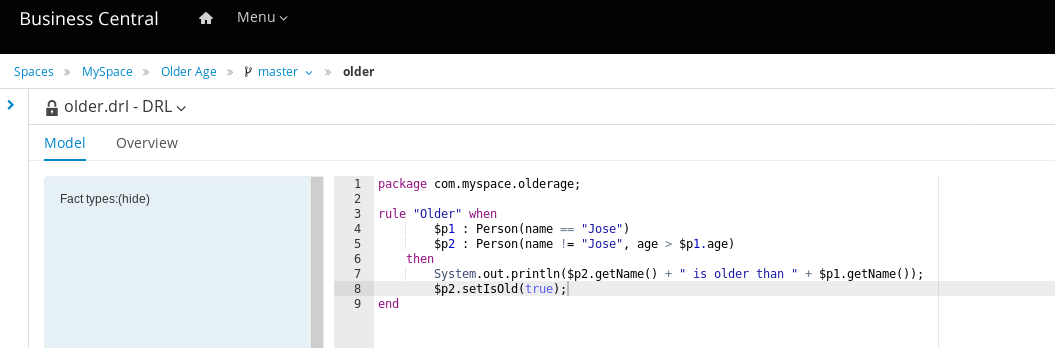 Business Central Menu
Spaces » MySpace » Older Age » master » older
older.drl - DRL
Model Overview
Fact types:(hide)
1 package com.myspace.olderage;
2
3 rule "Older" when
4 $p1 : Person(name == "Jose")
5 $p2 : Person(name != "Jose", age > $p1.age)
6 then
7 System.out.println($p2.getName() + " is older than " + $p1.getName());
8 $p2.setIsOld(true);
9 end